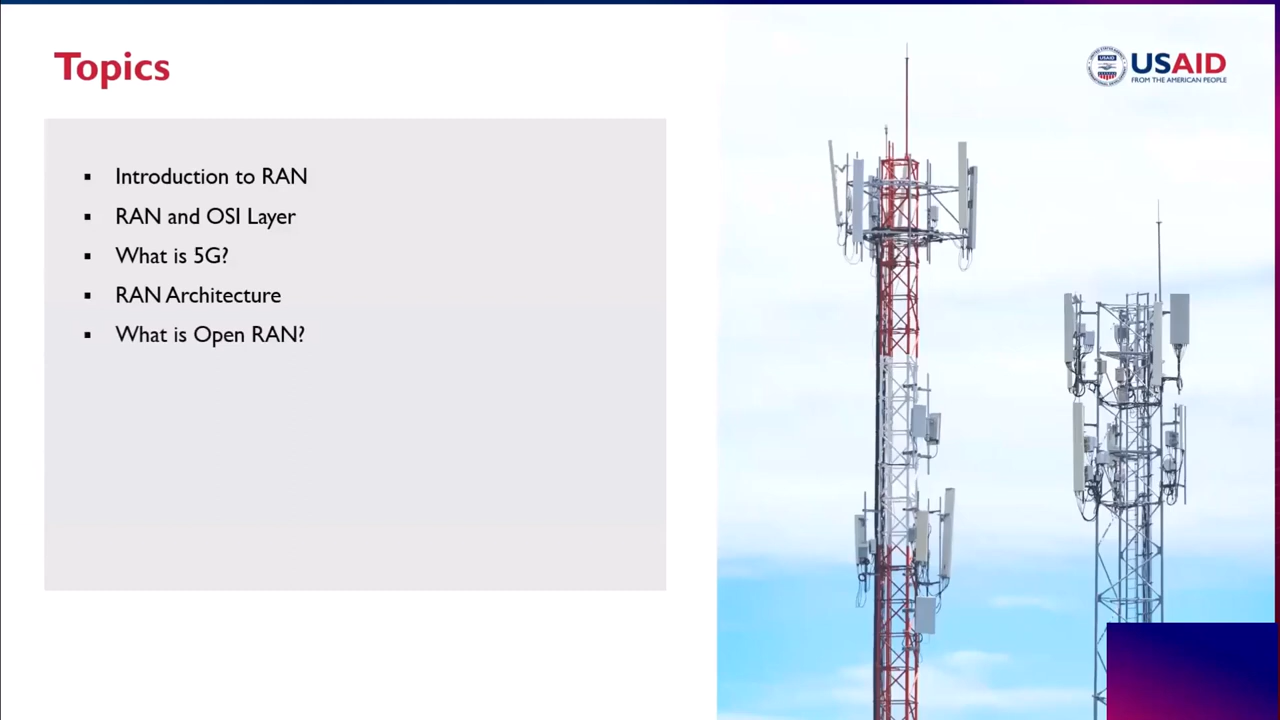 Topics
USAID
FROM THE AMERICAN PEOPLE
▪ Introduction to RAN
▪ RAN and OSI Layer
▪ What is 5G?
▪ RAN Architecture
▪ What is Open RAN?